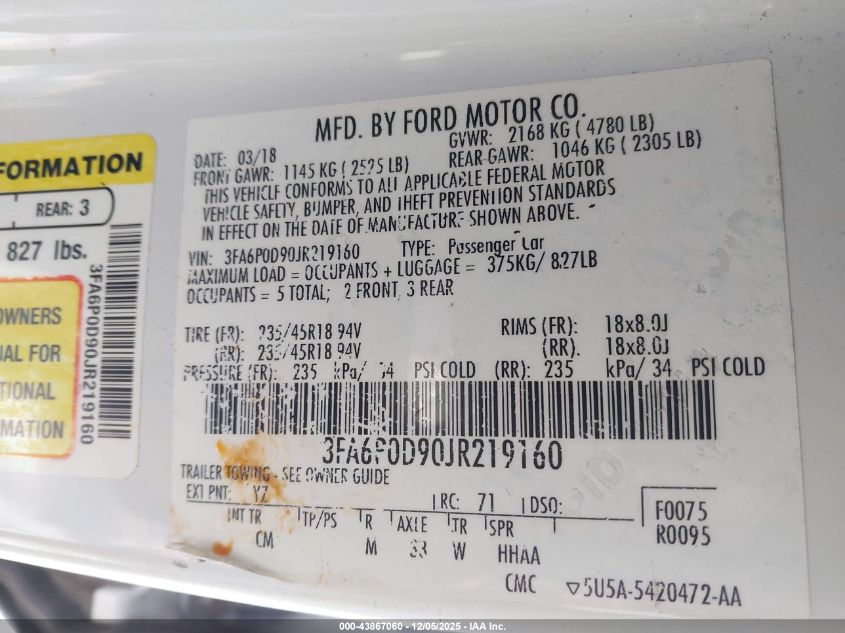 FORMATION
REAR: 3
827 lbs.
OWNERS
UAL FOR
TIONAL
RMATION
3FA6P0D90JR219160
MFD. BY FORD MOTOR CO.
DATE: 03/18 GVWR: 2168 KG ( 4780 LB)
FRONT GAWR: 1145 KG ( 2525 LB) REAR GAWR: 1046 KG ( 2305 LB)
THIS VEHICLE CONFORMS TO ALL APPLICABLE FEDERAL MOTOR
VEHICLE SAFETY, BUMPER, AND THEFT PREVENTION STANDARDS
IN EFFECT ON THE DATE OF MANUFACTURE SHOWN ABOVE.
VIN: 3FA6P0D90JR219160 TYPE: Passenger Car
MAXIMUM LOAD = OCCUPANTS + LUGGAGE = 375KG/ 827LB
OCCUPANTS = 5 TOTAL; 2 FRONT, 3 REAR
TIRE (FR): 235/45R18 94V RIMS (FR): 18x8.0J
(RR): 235/45R18 94V (RR). 18x8.0J
PRESSURE (FR): 235 kPa/ 34 PSI COLD (RR): 235 kPa/ 34 PSI COLD
3FA6P0D90JR219160
TRAILER TOWING - SEE OWNER GUIDE
EXT PNT: YZ RC: 71 DSO: F0075
INT TR TP/PS R AXLE TR SPR R0095
CM M 33 W HHAA
CMC 5U5A-5420472-AA
000-43867060 - 12/05/2025 - IAA Inc.